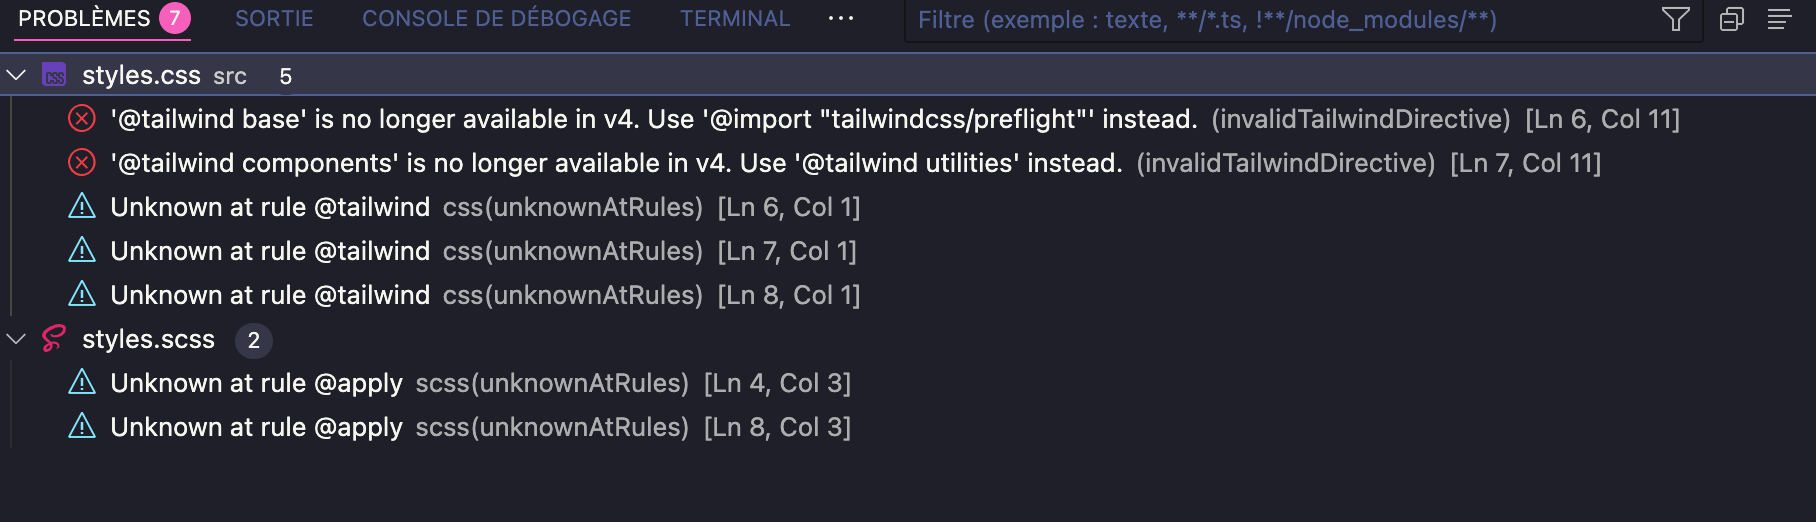 PROBLÈMES 7 SORTIE CONSOLE DE DÉBOGAGE TERMINAL ··· Filtre (exemple : texte, **/*.ts, !**/node_modules/**)
CSS styles.css src 5
'@tailwind base' is no longer available in v4. Use '@import "tailwindcss/preflight"' instead. (invalidTailwindDirective) [Ln 6, Col 11]
'@tailwind components' is no longer available in v4. Use '@tailwind utilities' instead. (invalidTailwindDirective) [Ln 7, Col 11]
Unknown at rule @tailwind css(unknownAtRules) [Ln 6, Col 1]
Unknown at rule @tailwind css(unknownAtRules) [Ln 7, Col 1]
Unknown at rule @tailwind css(unknownAtRules) [Ln 8, Col 1]
styles.scss 2
Unknown at rule @apply scss(unknownAtRules) [Ln 4, Col 3]
Unknown at rule @apply scss(unknownAtRules) [Ln 8, Col 3]